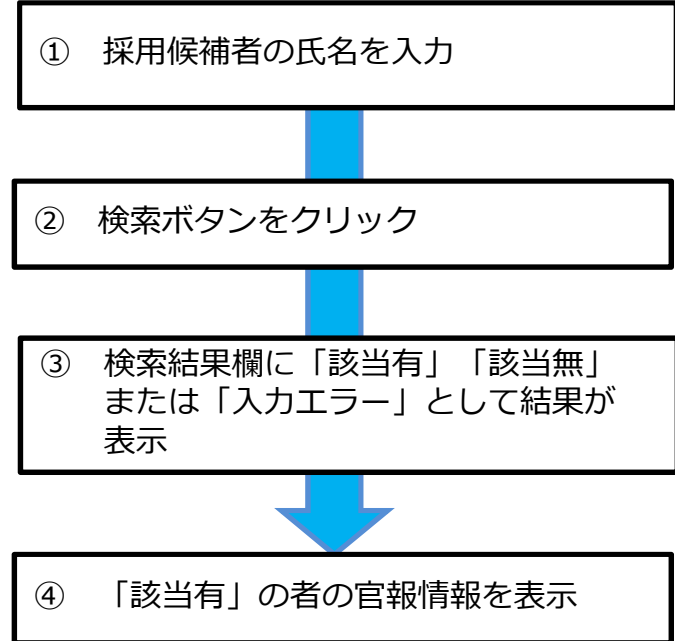 ① 採用候補者の氏名を入力
② 検索ボタンをクリック
③ 検索結果欄に「該当有」「該当無」
または「入力エラー」として結果が
表示
④ 「該当有」の者の官報情報を表示